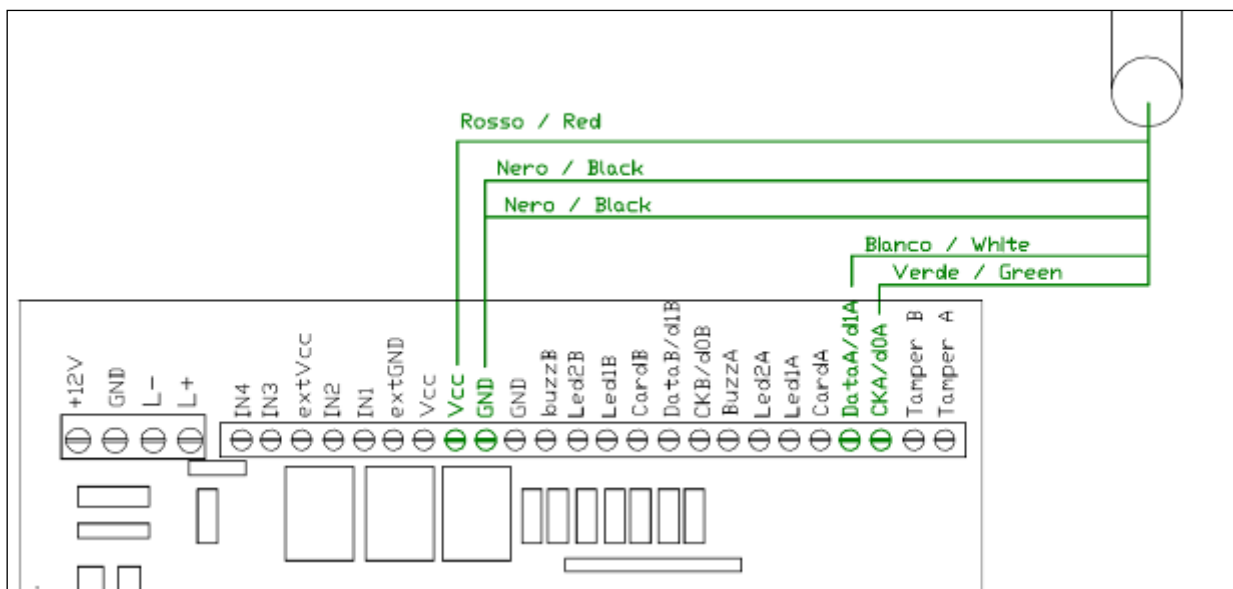 Rosso / Red
Nero / Black
Nero / Black
Blanco / White
Verde / Green
+12V
GND
L-
L+
IN4
IN3
extVcc
IN2
IN1
extGND
Vcc
Vcc
GND
GND
buzzB
Led2B
Led1B
CardB
DataB/d1B
CKB/d0B
BuzzA
Led2A
Led1A
CardA
DataA/d1A
CKA/d0A
Tamper B
Tamper A